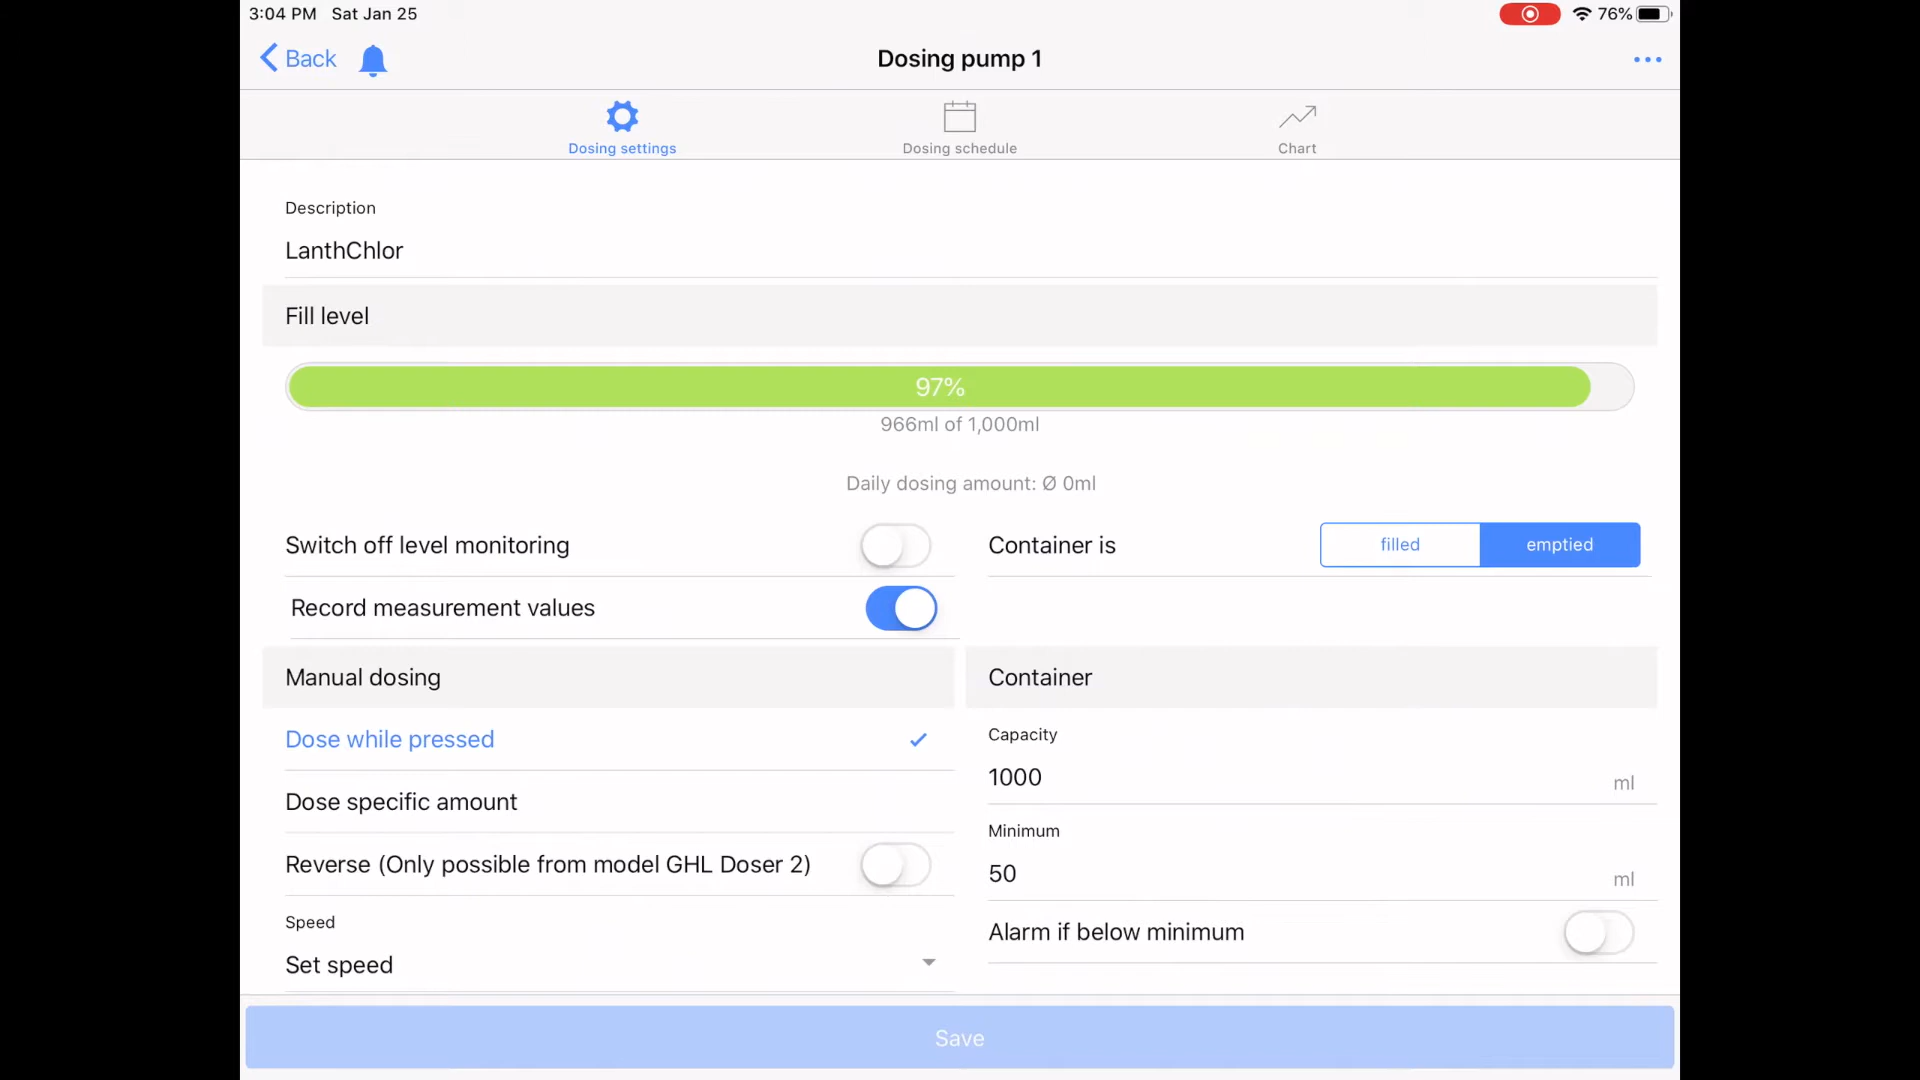 3:04 PM Sat Jan 25
76%
Back
Dosing pump 1
Dosing settings
Dosing schedule
Chart
Description
LanthChlor
Fill level
97%
966ml of 1,000ml
Daily dosing amount: Ø 0ml
Switch off level monitoring
Container is
filled
emptied
Record measurement values
Manual dosing
Dose while pressed
Dose specific amount
Reverse (Only possible from model GHL Doser 2)
Speed
Set speed
Container
Capacity
1000 ml
Minimum
50 ml
Alarm if below minimum
Save